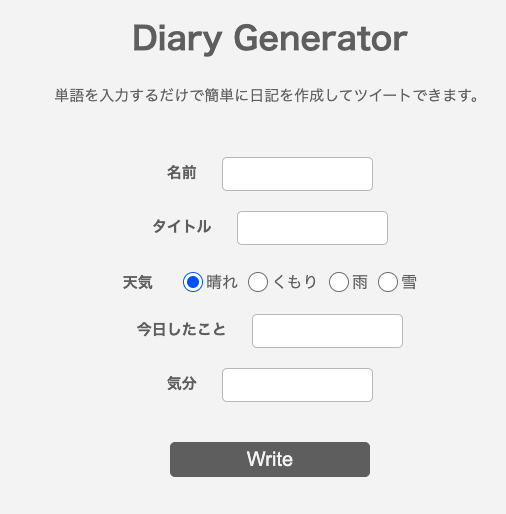 Diary Generator
単語を入力するだけで簡単に日記を作成してツイートできます。
名前
タイトル
天気 晴れ くもり 雨 雪
今日したこと
気分
Write